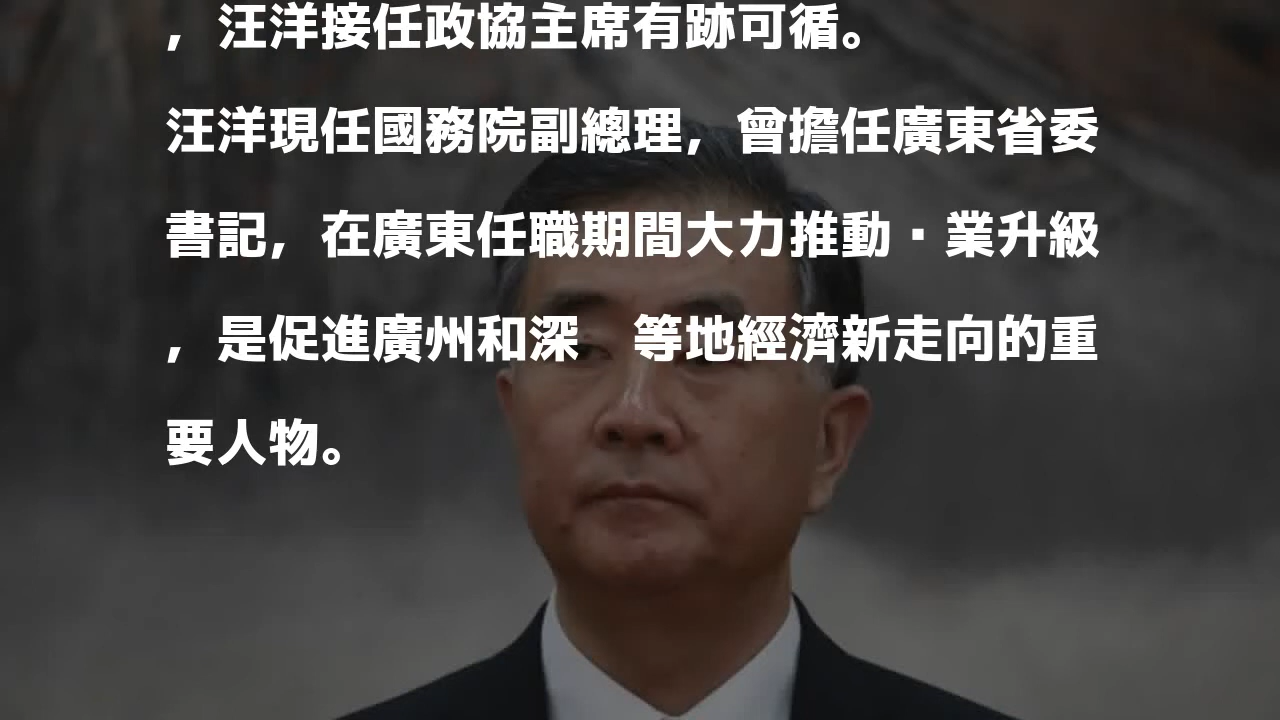 ，汪洋接任政協主席有跡可循。
汪洋現任國務院副總理，曾擔任廣東省委
書記，在廣東任職期間大力推動·業升級
，是促進廣州和深 等地經濟新走向的重
要人物。